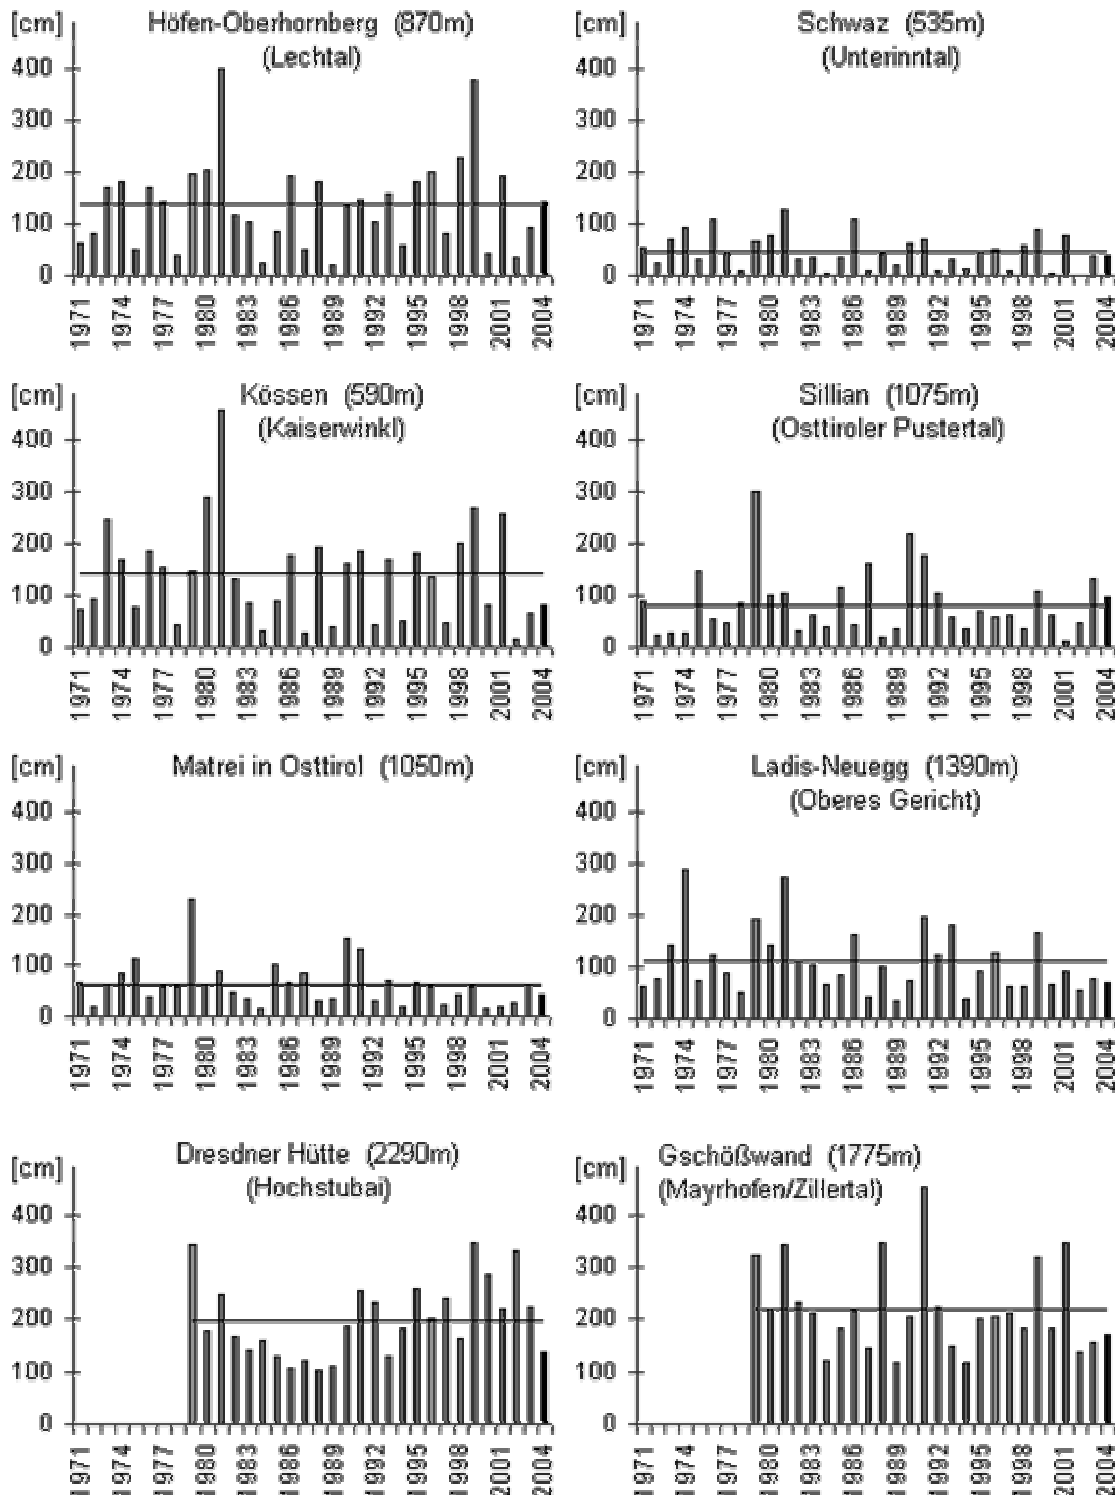 [cm] Höfen-Oberhornberg (870m)
(Lechtal)
400
300
200
100
0
1971 1974 1977 1980 1983 1986 1989 1992 1995 1998 2001 2004
[cm] Schwaz (535m)
(Unterinntal)
400
300
200
100
0
1971 1974 1977 1980 1983 1986 1989 1992 1995 1998 2001 2004
[cm] Kössen (590m)
(Kaiserwinkl)
400
300
200
100
0
1971 1974 1977 1980 1983 1986 1989 1992 1995 1998 2001 2004
[cm] Sillian (1075m)
(Osttiroler Pustertal)
400
300
200
100
0
1971 1974 1977 1980 1983 1986 1989 1992 1995 1998 2001 2004
[cm] Matrei in Osttirol (1050m)
400
300
200
100
0
1971 1974 1977 1980 1983 1986 1989 1992 1995 1998 2001 2004
[cm] Ladis-Neuegg (1390m)
(Oberes Gericht)
400
300
200
100
0
1971 1974 1977 1980 1983 1986 1989 1992 1995 1998 2001 2004
[cm] Dresdner Hütte (2290m)
(Hochstubai)
400
300
200
100
0
1971 1974 1977 1980 1983 1986 1989 1992 1995 1998 2001 2004
[cm] Gschößwand (1775m)
(Mayrhofen/Zillertal)
400
300
200
100
0
1971 1974 1977 1980 1983 1986 1989 1992 1995 1998 2001 2004